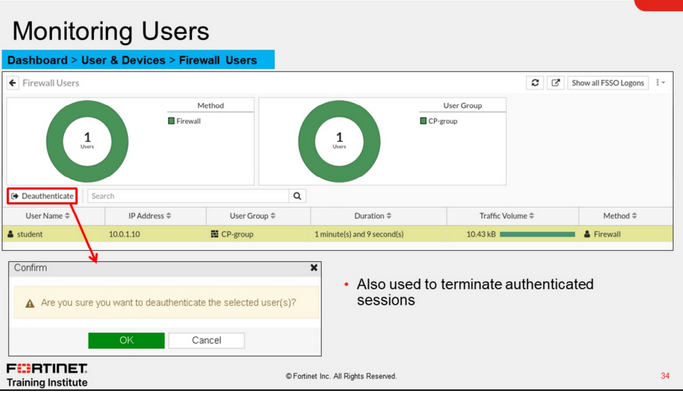 Monitoring Users
Dashboard > User & Devices > Firewall Users
Firewall Users
Show all FSSO Logons
Method
User Group
1
Users
Firewall
1
Users
CP-group
Deauthenticate
Search
User Name
IP Address
User Group
Duration
Traffic Volume
Method
student
10.0.1.10
CP-group
1 minute(s) and 9 second(s)
10.43 kB
Firewall
Confirm
Are you sure you want to deauthenticate the selected user(s)?
OK
Cancel
• Also used to terminate authenticated
sessions
FORTINET
Training Institute
© Fortinet Inc. All Rights Reserved.
34